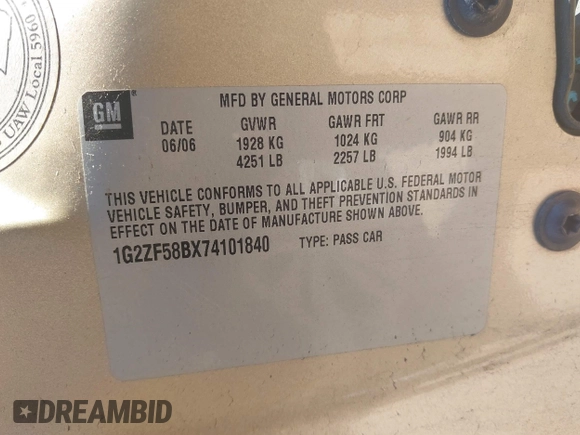 UAW Local 5960
GM
MFD BY GENERAL MOTORS CORP
DATE GVWR GAWR FRT GAWR RR
06/06 1928 KG 1024 KG 904 KG
4251 LB 2257 LB 1994 LB
THIS VEHICLE CONFORMS TO ALL APPLICABLE U.S. FEDERAL MOTOR
VEHICLE SAFETY, BUMPER, AND THEFT PREVENTION STANDARDS IN
EFFECT ON THE DATE OF MANUFACTURE SHOWN ABOVE.
1G2ZF58BX74101840 TYPE: PASS CAR
DREAMBID